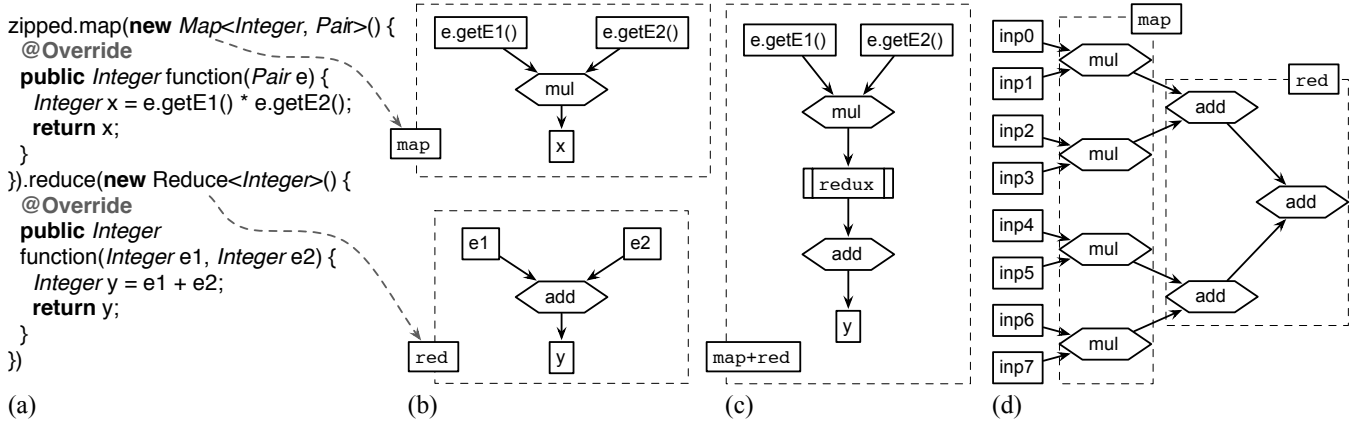 zipped.map(new Map<Integer, Pair>() {
@Override
public Integer function(Pair e) {
Integer x = e.getE1() * e.getE2();
return x;
}
}).reduce(new Reduce<Integer>() {
@Override
public Integer
function(Integer e1, Integer e2) {
Integer y = e1 + e2;
return y;
}
})
(a)
e.getE1() e.getE2()
mul
map
x
e1 e2
add
red
y
(b)
e.getE1() e.getE2()
mul
redux
add
y
map+red
(c)
map
inp0
mul
inp1
red
add
inp2
mul
inp3
add
inp4
mul
inp5
add
inp6
mul
inp7
(d)